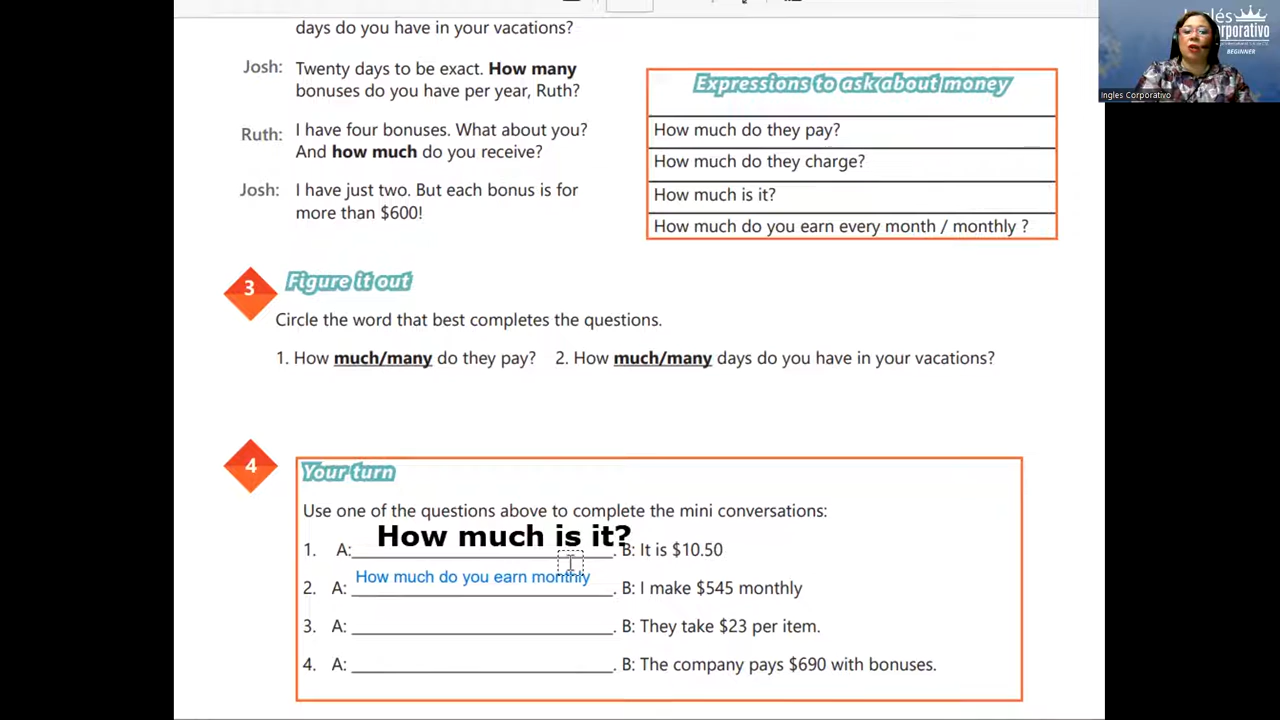 days do you have in your vacations?
Josh: Twenty days to be exact. How many
bonuses do you have per year, Ruth?
Ruth: I have four bonuses. What about you?
And how much do you receive?
Josh: I have just two. But each bonus is for
more than $600!
Expressions to ask about money
How much do they pay?
How much do they charge?
How much is it?
How much do you earn every month / monthly ?
3 Figure it out
Circle the word that best completes the questions.
1. How much/many do they pay? 2. How much/many days do you have in your vacations?
4 Your turn
Use one of the questions above to complete the mini conversations:
1. A: How much is it? . B: It is $10.50
2. A: How much do you earn monthly . B: I make $545 monthly
3. A: ______________________________. B: They take $23 per item.
4. A: ______________________________. B: The company pays $690 with bonuses.
Inglés
Corporativo
BEGINNER
Ingles Corporativo